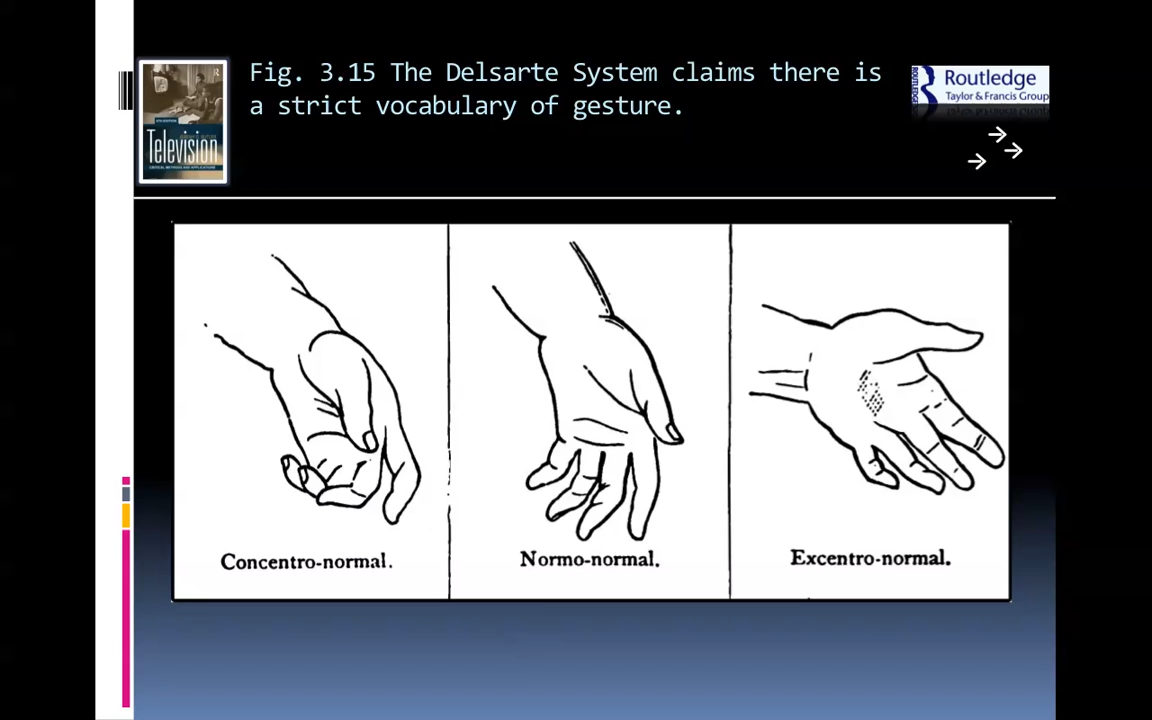 Fig. 3.15 The Delsarte System claims there is
a strict vocabulary of gesture.
Routledge
Taylor & Francis Group
Television
Concentro-normal.
Normo-normal.
Excentro-normal.